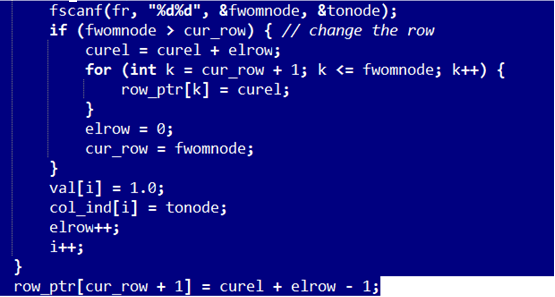 fscanf(fr, "%d%d", &fwomnode, &tonode);
if (fwomnode > cur_row) { // change the row
curel = curel + elrow;
for (int k = cur_row + 1; k <= fwomnode; k++) {
row_ptr[k] = curel;
}
elrow = 0;
cur_row = fwomnode;
}
val[i] = 1.0;
col_ind[i] = tonode;
elrow++;
i++;
}
row_ptr[cur_row + 1] = curel + elrow - 1;